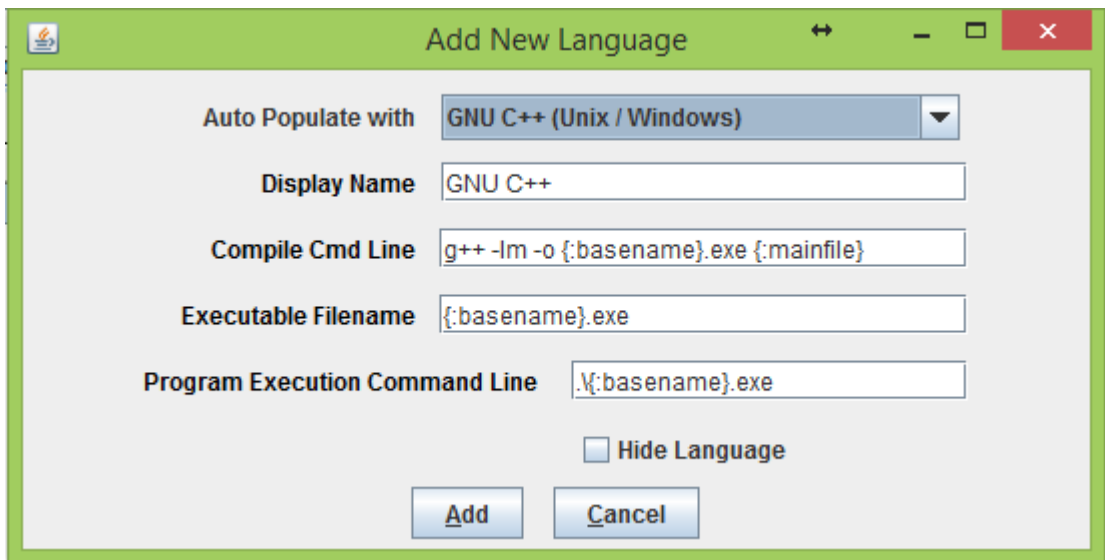 Add New Language
Auto Populate with GNU C++ (Unix / Windows)
Display Name GNU C++
Compile Cmd Line g++ -lm -o {:basename}.exe {:mainfile}
Executable Filename {:basename}.exe
Program Execution Command Line .\{:basename}.exe
Hide Language
Add Cancel